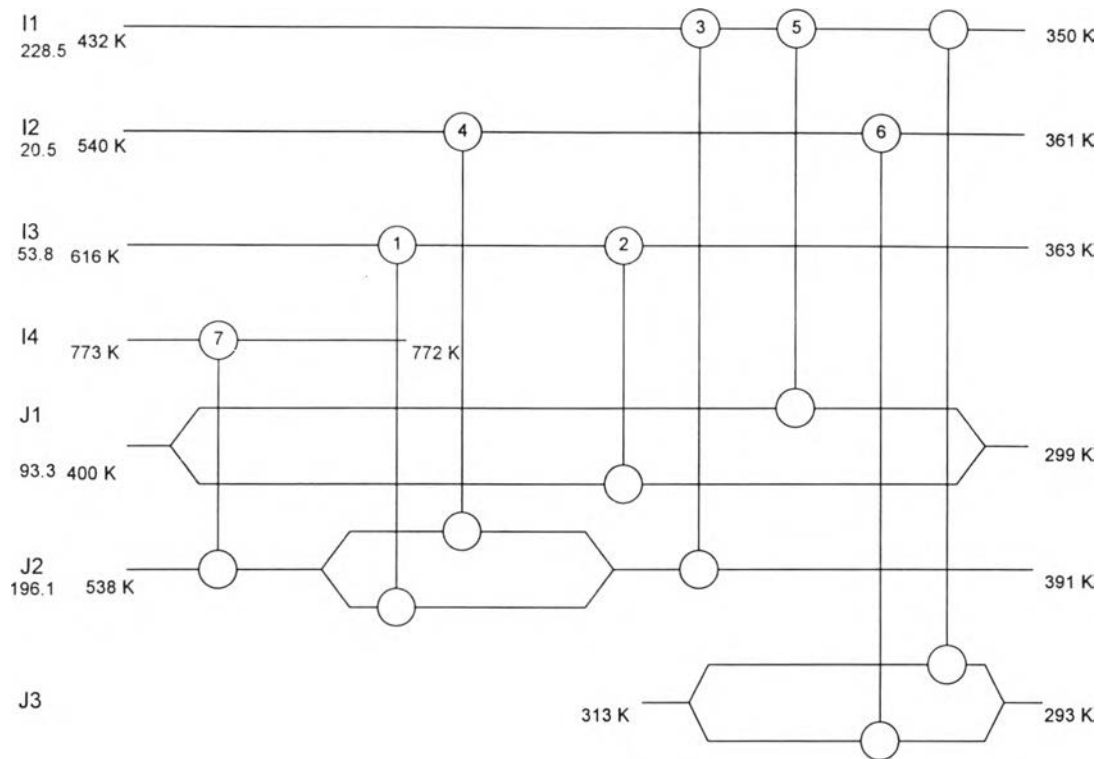 I1
228.5 432 K 3 5 350 K
I2
20.5 540 K 4 6 361 K
I3
53.8 616 K 1 2 363 K
I4
773 K 7 772 K
J1
93.3 400 K 299 K
J2
196.1 538 K 391 K
J3
313 K 293 K